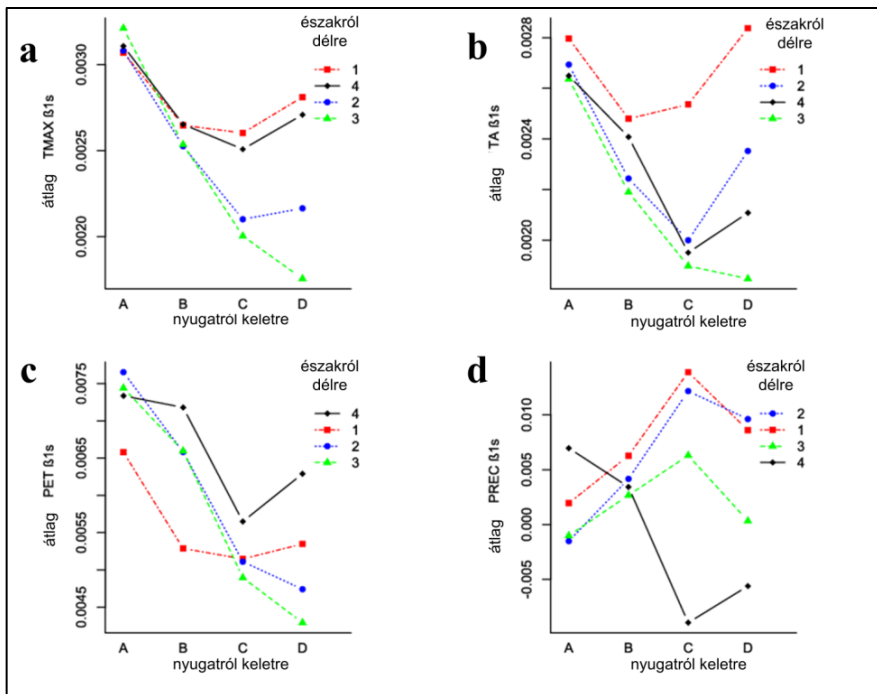 a
északról
délre
1
4
2
3
átlag TMAX ß1s
0.0030
0.0025
0.0020
A B C D
nyugatról keletre
b
északról
délre
1
2
4
3
átlag TA ß1s
0.0028
0.0024
0.0020
A B C D
nyugatról keletre
c
északról
délre
4
1
2
3
átlag PET ß1s
0.0075
0.0065
0.0055
0.0045
A B C D
nyugatról keletre
d
északról
délre
2
1
3
4
átlag PREC ß1s
0.010
0.005
0.000
-0.005
A B C D
nyugatról keletre